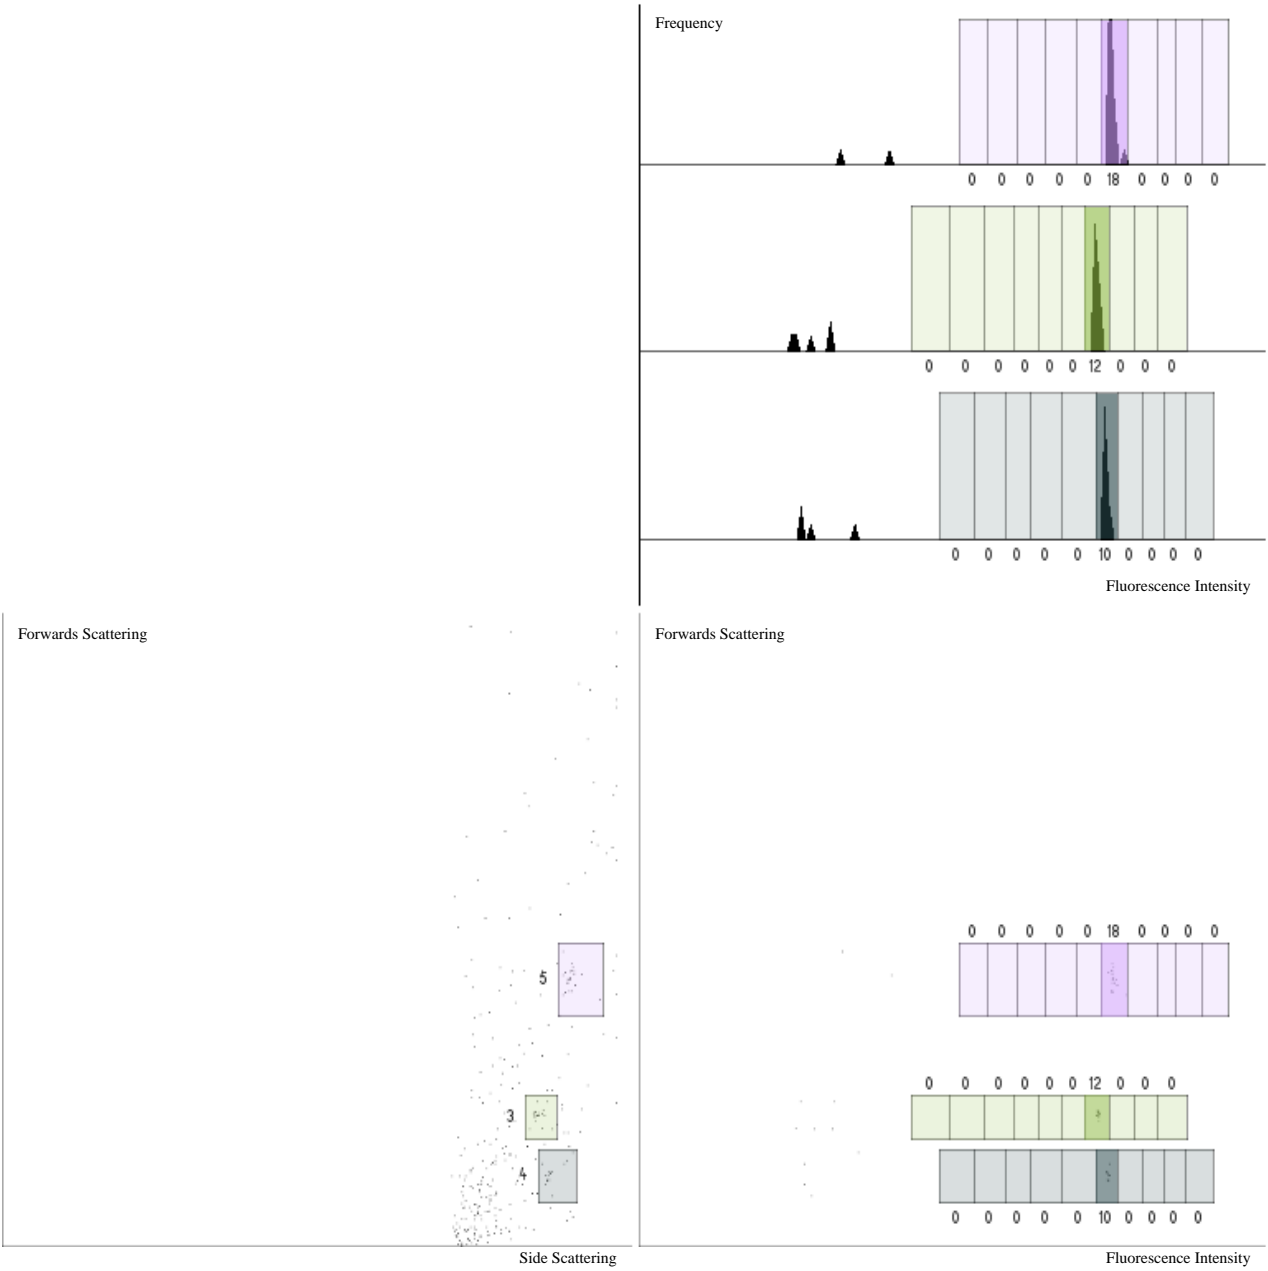 Frequency
0 0 0 0 0 18 0 0 0 0
0 0 0 0 0 0 12 0 0 0
0 0 0 0 0 10 0 0 0 0
Fluorescence Intensity
Forwards Scattering
5
3
4
Side Scattering
Forwards Scattering
0 0 0 0 0 18 0 0 0 0
0 0 0 0 0 0 12 0 0 0
0 0 0 0 0 10 0 0 0 0
Fluorescence Intensity